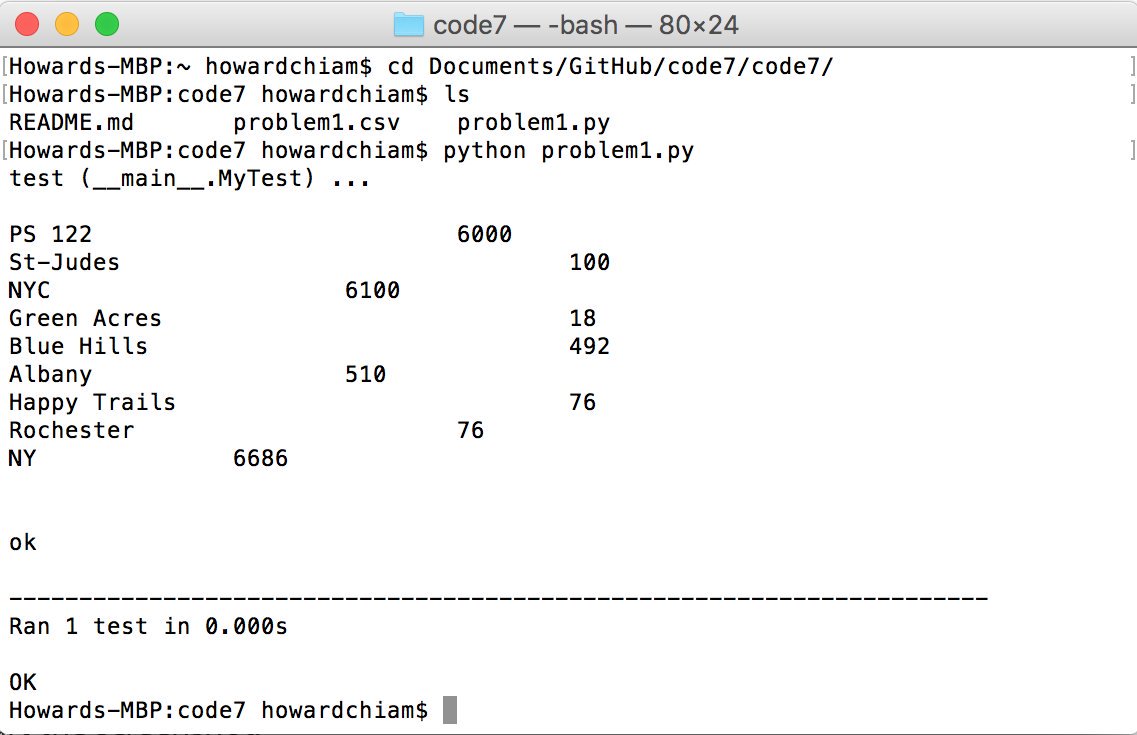 code7 — -bash — 80×24
[Howards-MBP:~ howardchiam$ cd Documents/GitHub/code7/code7/ ]
[Howards-MBP:code7 howardchiam$ ls ]
README.md       problem1.csv    problem1.py
[Howards-MBP:code7 howardchiam$ python problem1.py ]
test (__main__.MyTest) ...
PS 122                          6000
St-Judes                                100
NYC                     6100
Green Acres                             18
Blue Hills                              492
Albany                  510
Happy Trails                            76
Rochester                       76
NY              6686
ok
----------------------------------------------------------------------
Ran 1 test in 0.000s
OK
Howards-MBP:code7 howardchiam$